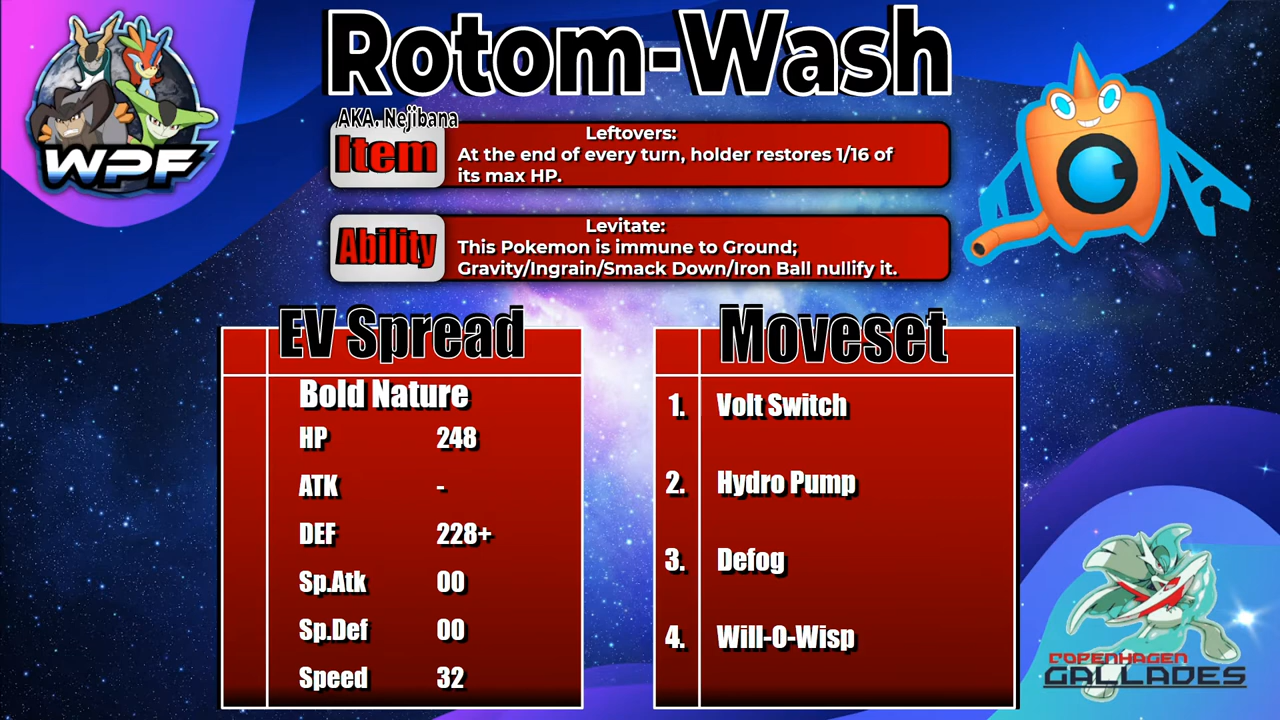 Rotom-Wash
AKA. Nejibana
WPF
Item
Leftovers:
At the end of every turn, holder restores 1/16 of
its max HP.
Ability
Levitate:
This Pokemon is immune to Ground;
Gravity/Ingrain/Smack Down/Iron Ball nullify it.
EV Spread
Bold Nature
HP 248
ATK -
DEF 228+
Sp.Atk 00
Sp.Def 00
Speed 32
Moveset
1. Volt Switch
2. Hydro Pump
3. Defog
4. Will-O-Wisp
COPENHAGEN
GALLADES